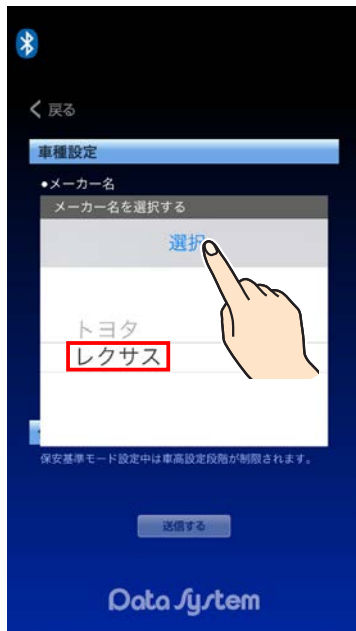 戻る
車種設定
●メーカー名
メーカー名を選択する
選択
トヨタ
レクサス
保安基準モード設定中は車高設定段階が制限されます。
送信する
Data System